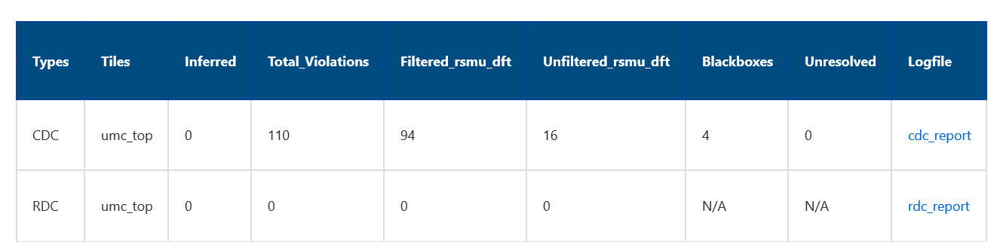 Types Tiles Inferred Total_Violations Filtered_rsmu_dft Unfiltered_rsmu_dft Blackboxes Unresolved Logfile
CDC umc_top 0 110 94 16 4 0 cdc_report
RDC umc_top 0 0 0 0 N/A N/A rdc_report